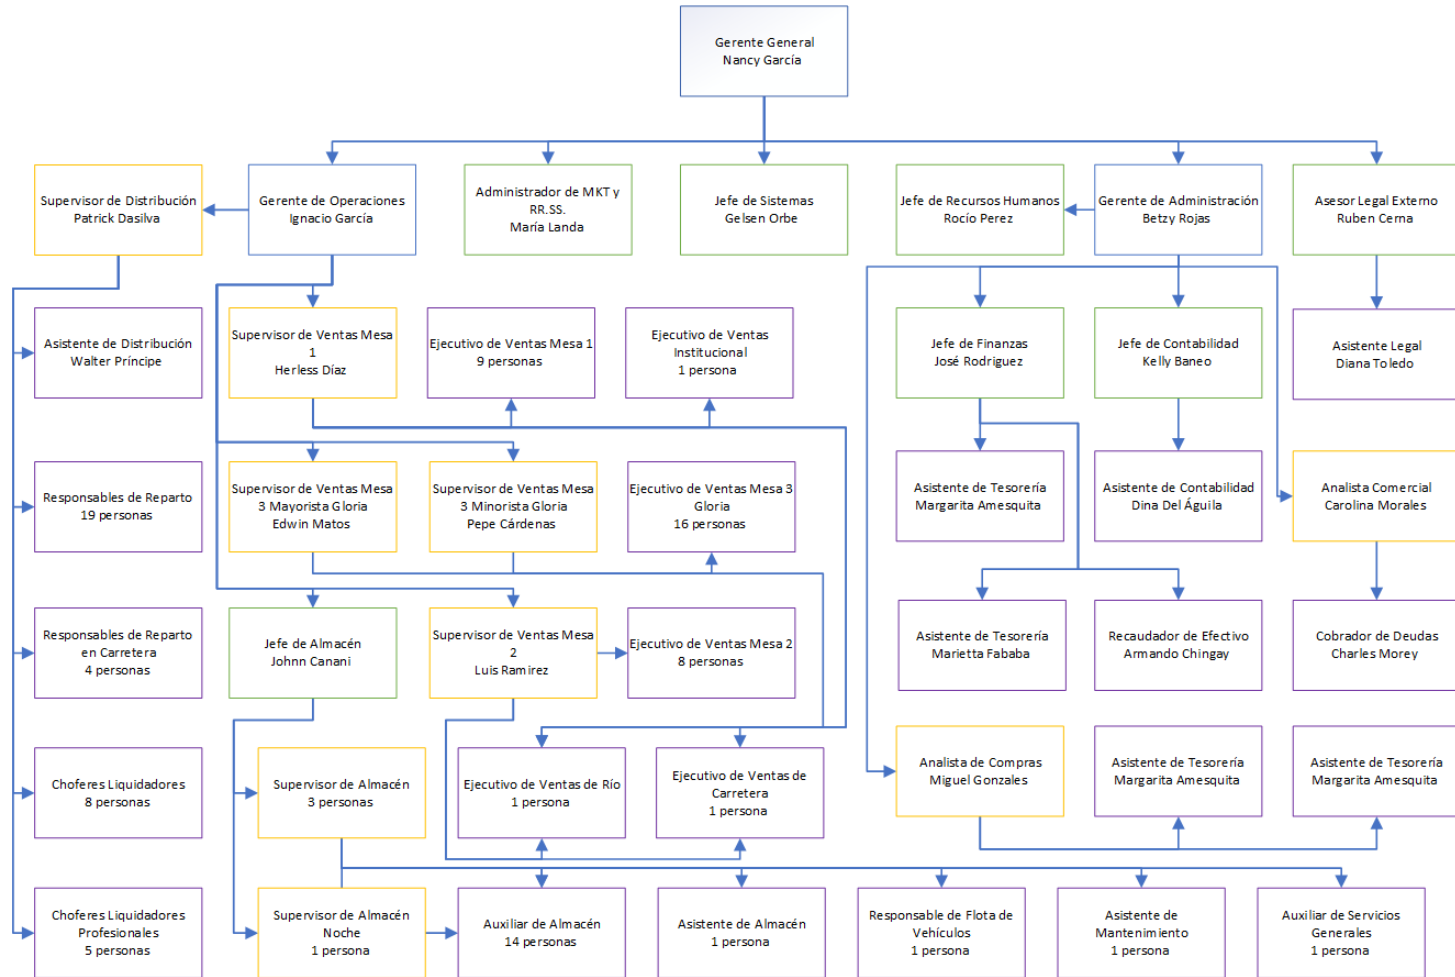 Gerente General
Nancy García
Supervisor de Distribución
Patrick Dasilva
Gerente de Operaciones
Ignacio García
Administrador de MKT y
RR.SS.
María Landa
Jefe de Sistemas
Gelsen Orbe
Jefe de Recursos Humanos
Rocío Perez
Gerente de Administración
Betzy Rojas
Asesor Legal Externo
Ruben Cerna
Asistente de Distribución
Walter Príncipe
Supervisor de Ventas Mesa
1
Herless Díaz
Ejecutivo de Ventas Mesa 1
9 personas
Ejecutivo de Ventas
Institucional
1 persona
Jefe de Finanzas
José Rodriguez
Jefe de Contabilidad
Kelly Baneo
Asistente Legal
Diana Toledo
Responsables de Reparto
19 personas
Supervisor de Ventas Mesa
3 Mayorista Gloria
Edwin Matos
Supervisor de Ventas Mesa
3 Minorista Gloria
Pepe Cárdenas
Ejecutivo de Ventas Mesa 3
Gloria
16 personas
Asistente de Tesorería
Margarita Amesquita
Asistente de Contabilidad
Dina Del Águila
Analista Comercial
Carolina Morales
Responsables de Reparto
en Carretera
4 personas
Jefe de Almacén
Johnn Canani
Supervisor de Ventas Mesa
2
Luis Ramirez
Ejecutivo de Ventas Mesa 2
8 personas
Asistente de Tesorería
Marietta Fababa
Recaudador de Efectivo
Armando Chingay
Cobrador de Deudas
Charles Morey
Choferes Liquidadores
8 personas
Supervisor de Almacén
3 personas
Ejecutivo de Ventas de Río
1 persona
Ejecutivo de Ventas de
Carretera
1 persona
Analista de Compras
Miguel Gonzales
Asistente de Tesorería
Margarita Amesquita
Asistente de Tesorería
Margarita Amesquita
Choferes Liquidadores
Profesionales
5 personas
Supervisor de Almacén
Noche
1 persona
Auxiliar de Almacén
14 personas
Asistente de Almacén
1 persona
Responsable de Flota de
Vehículos
1 persona
Asistente de
Mantenimiento
1 persona
Auxiliar de Servicios
Generales
1 persona